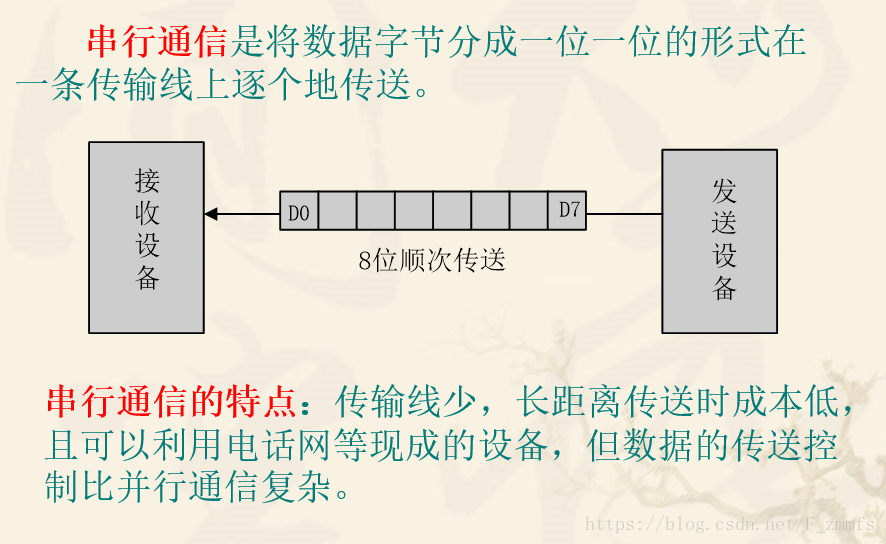 串行通信是将数据字节分成一位一位的形式在
一条传输线上逐个地传送。
接收设备
D0
D7
发送设备
8位顺次传送
串行通信的特点：传输线少，长距离传送时成本低，
且可以利用电话网等现成的设备，但数据的传送控
制比并行通信复杂。
https://blog.csdn.net/F_zmmfs